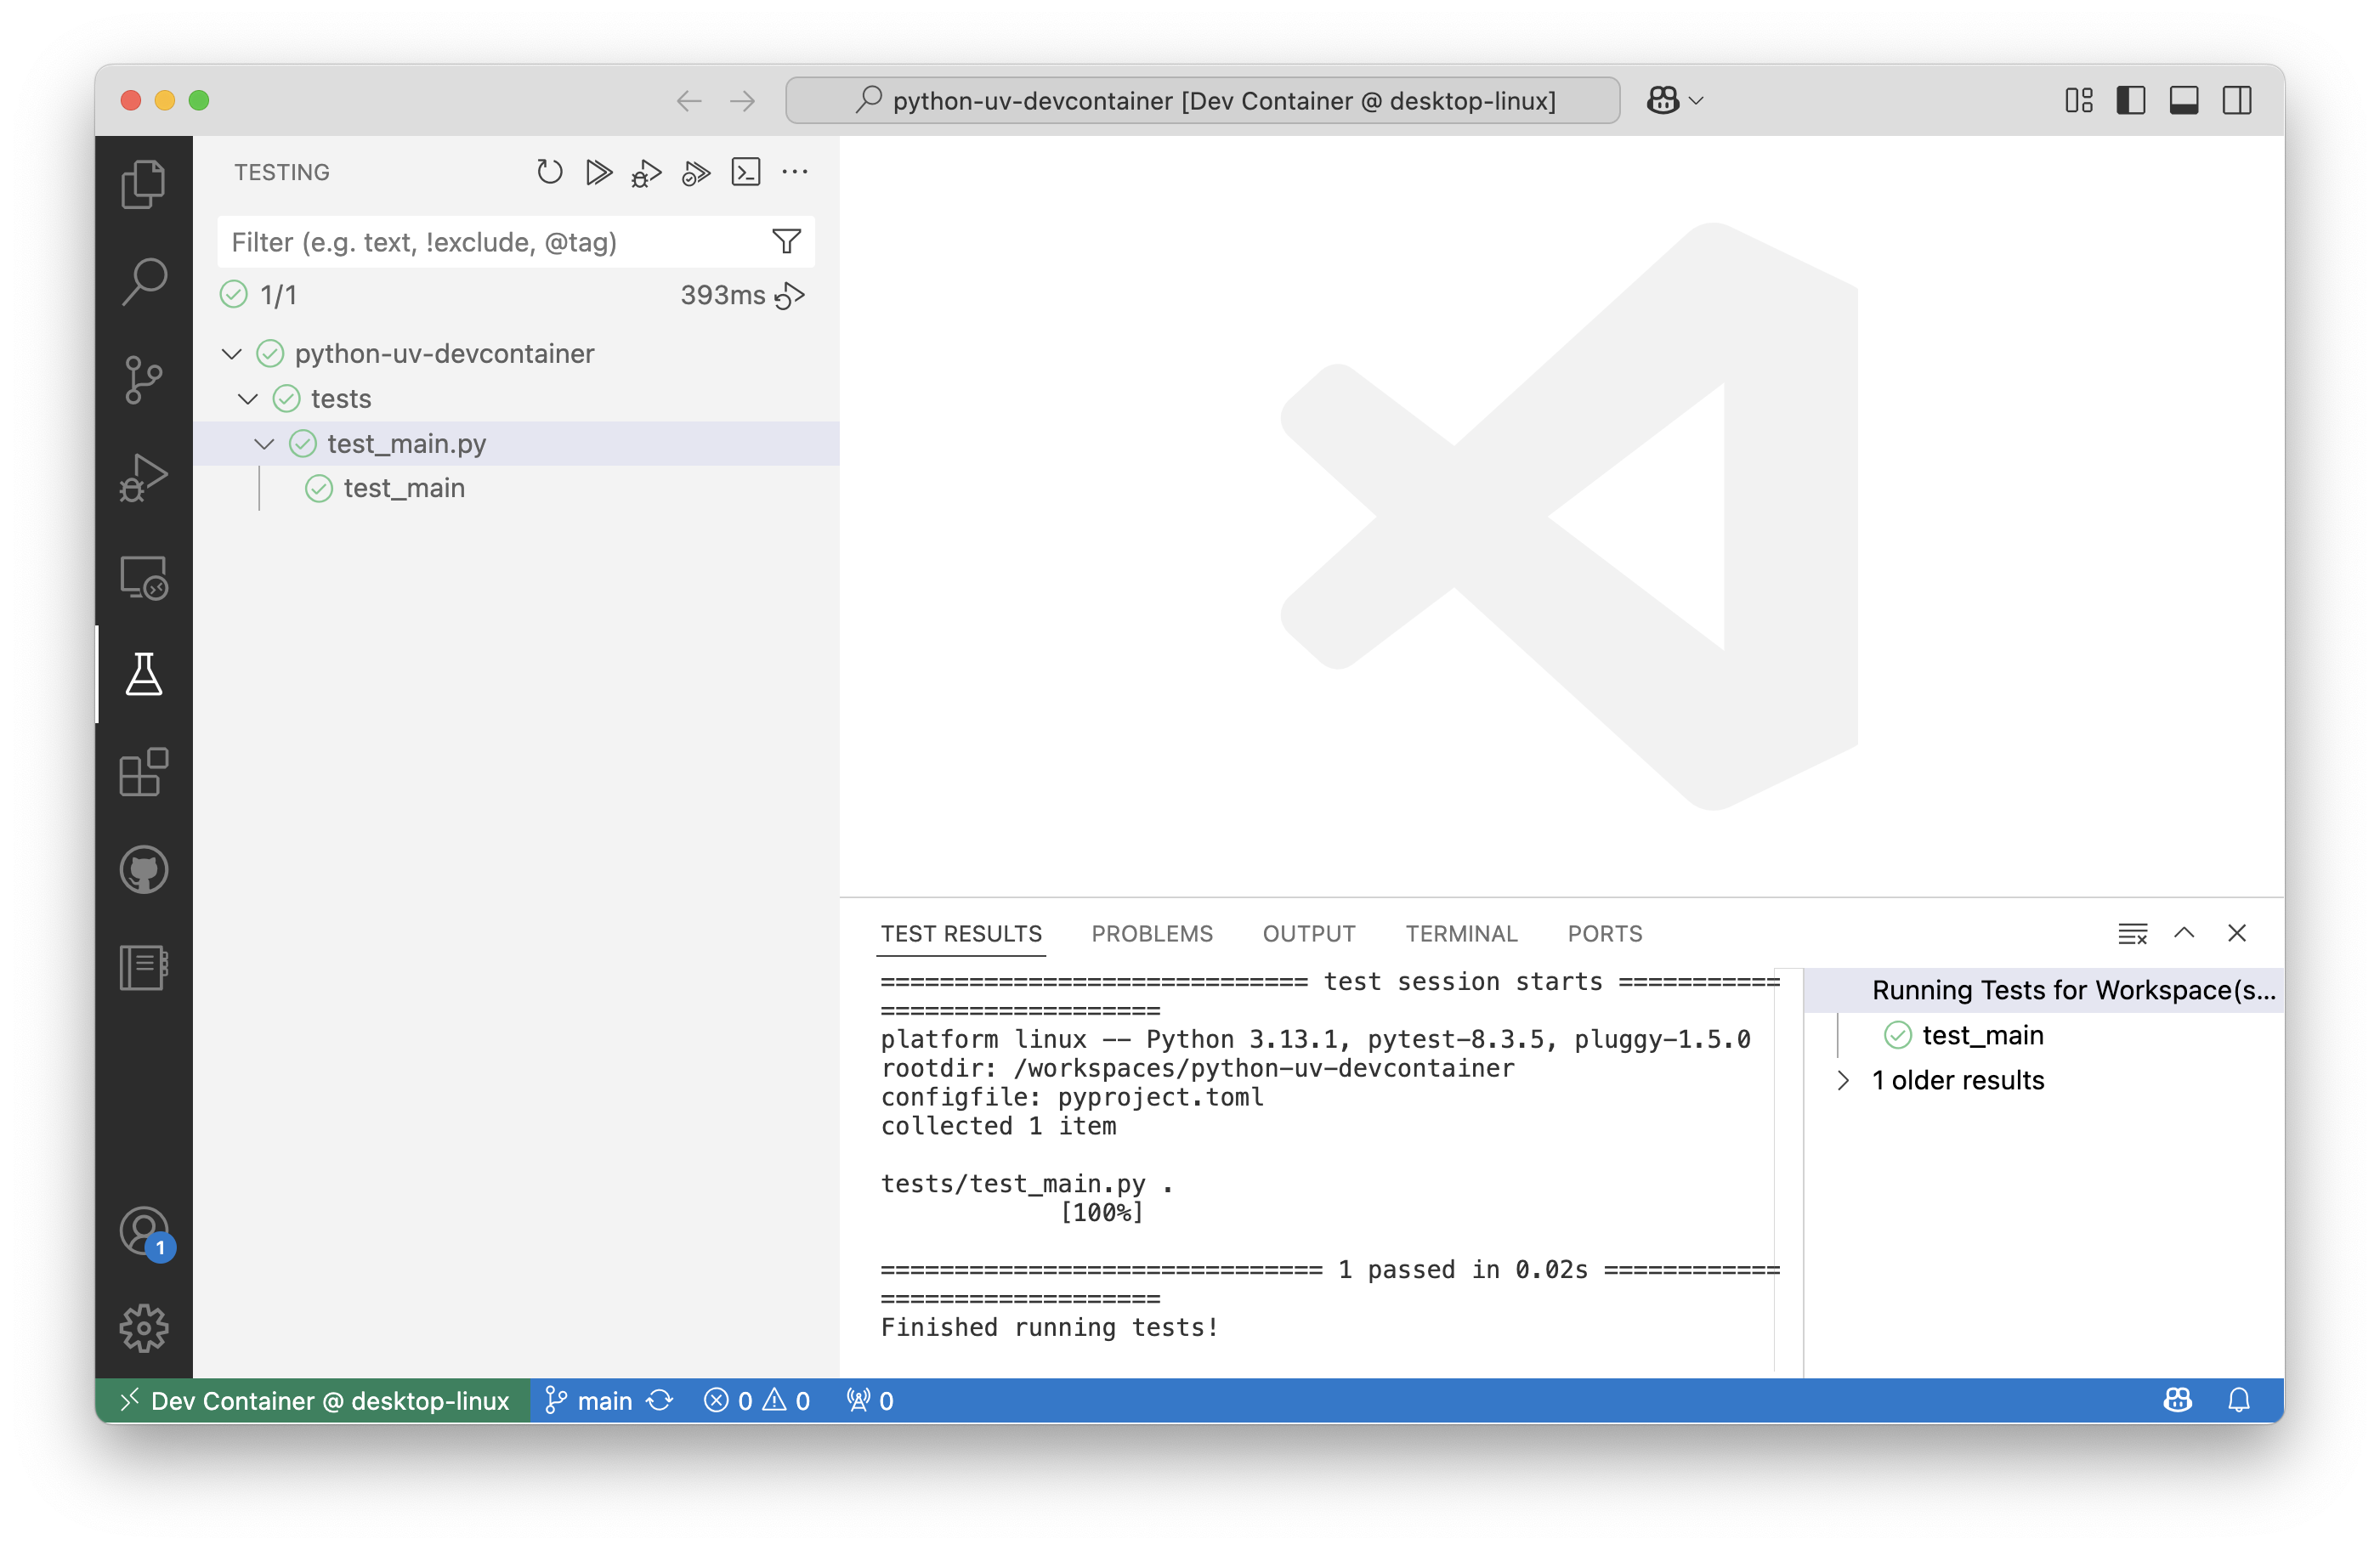 python-uv-devcontainer [Dev Container @ desktop-linux]
TESTING
Filter (e.g. text, !exclude, @tag)
1/1 393ms
python-uv-devcontainer
tests
test_main.py
test_main
TEST RESULTS PROBLEMS OUTPUT TERMINAL PORTS
============================= test session starts ===========
===================
platform linux -- Python 3.13.1, pytest-8.3.5, pluggy-1.5.0
rootdir: /workspaces/python-uv-devcontainer
configfile: pyproject.toml
collected 1 item
tests/test_main.py .
[100%]
============================== 1 passed in 0.02s ============
===================
Finished running tests!
Running Tests for Workspace(s...
test_main
1 older results
1
Dev Container @ desktop-linux main 0 0 0